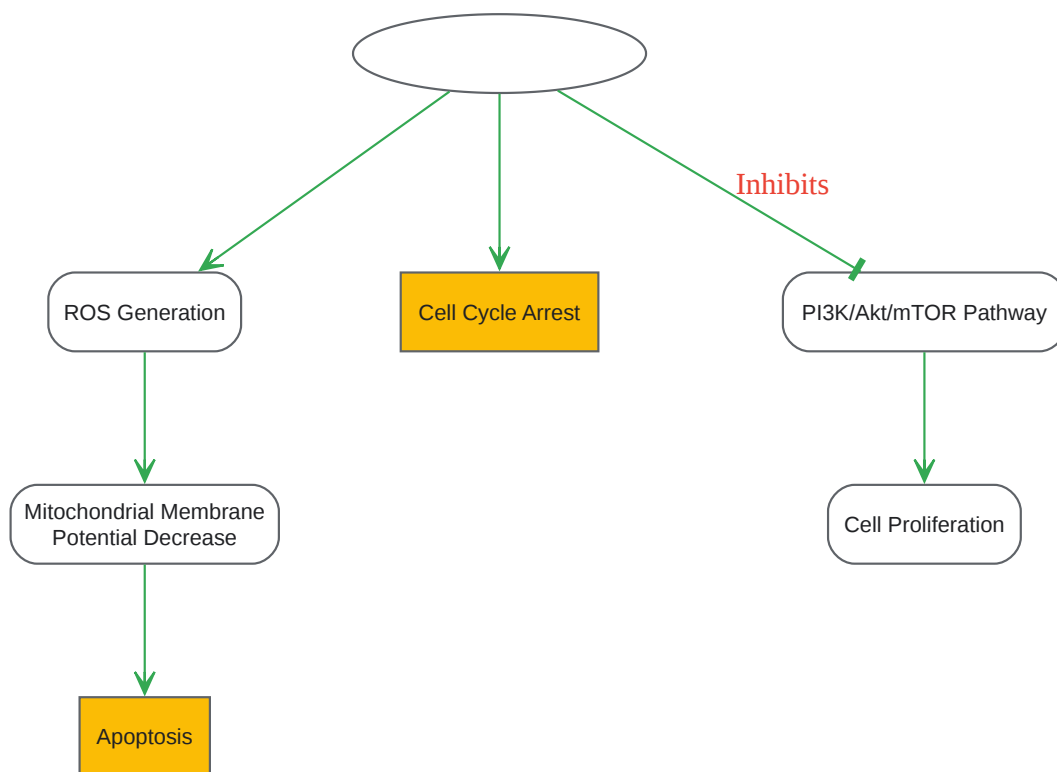 Inhibits
ROS Generation
Cell Cycle Arrest
PI3K/Akt/mTOR Pathway
Mitochondrial Membrane
Potential Decrease
Cell Proliferation
Apoptosis